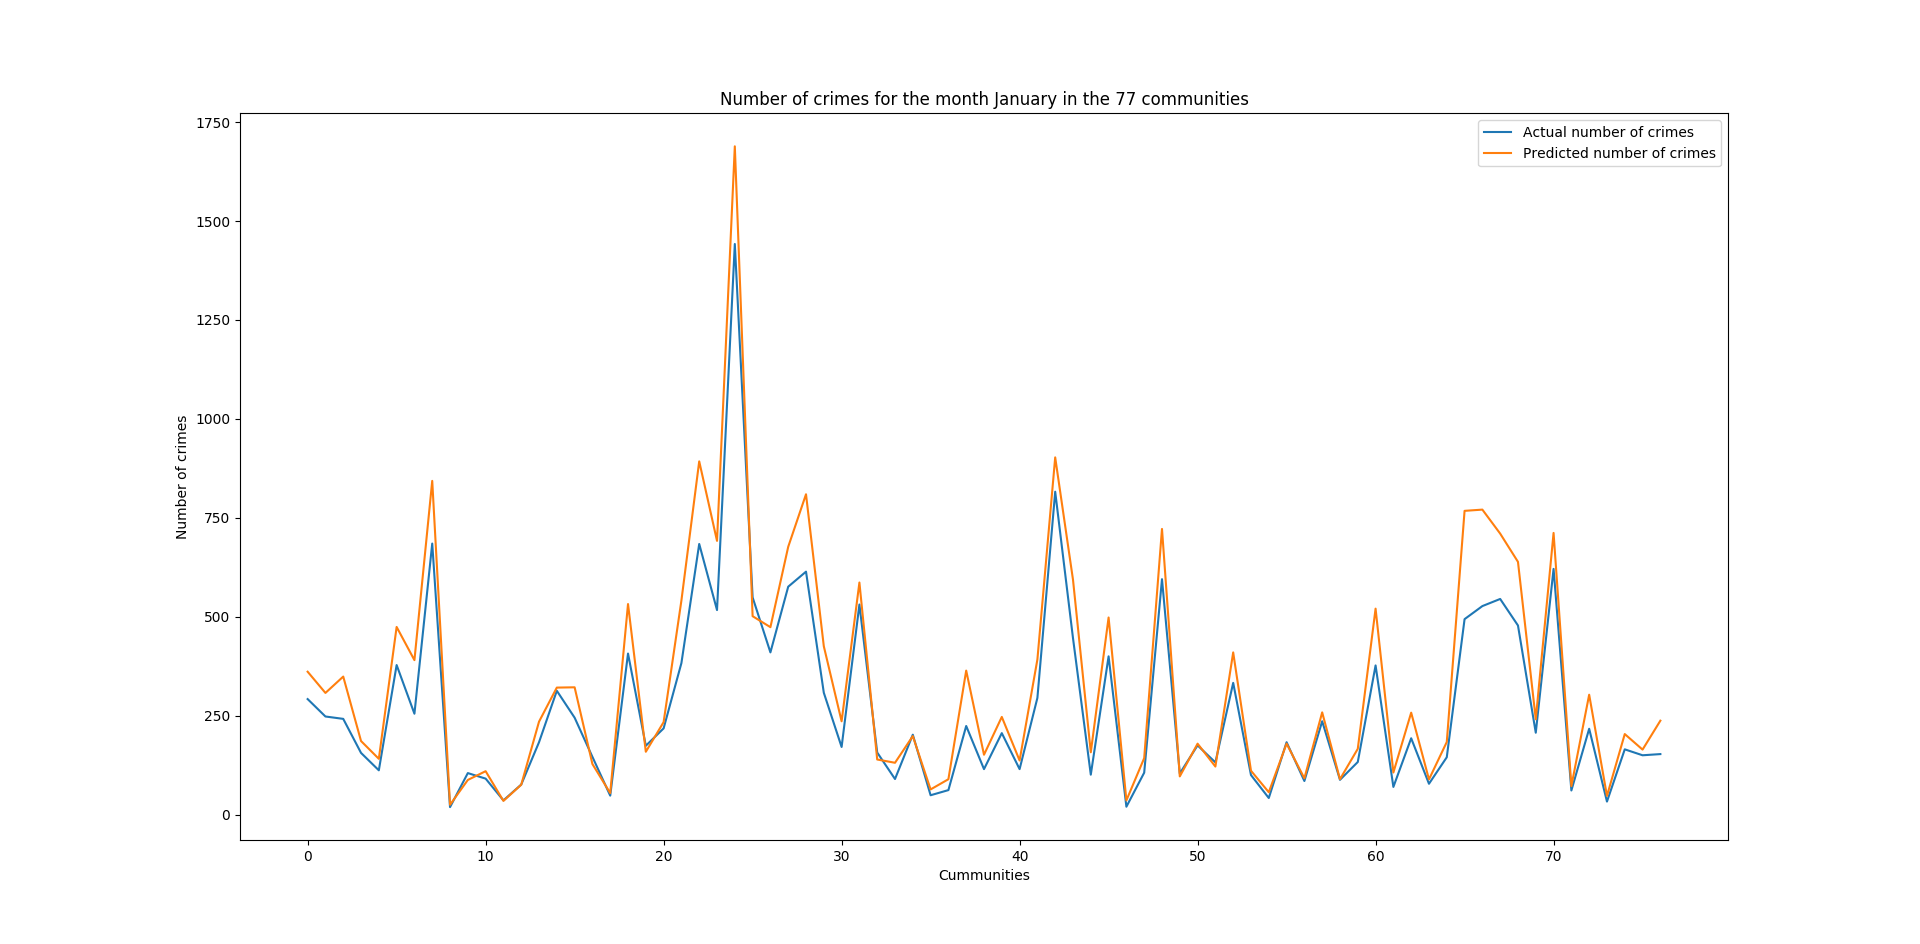 Number of crimes for the month January in the 77 communities
Actual number of crimes
Predicted number of crimes
Number of crimes
1750
1500
1250
1000
750
500
250
0
0 10 20 30 40 50 60 70
Cummunities